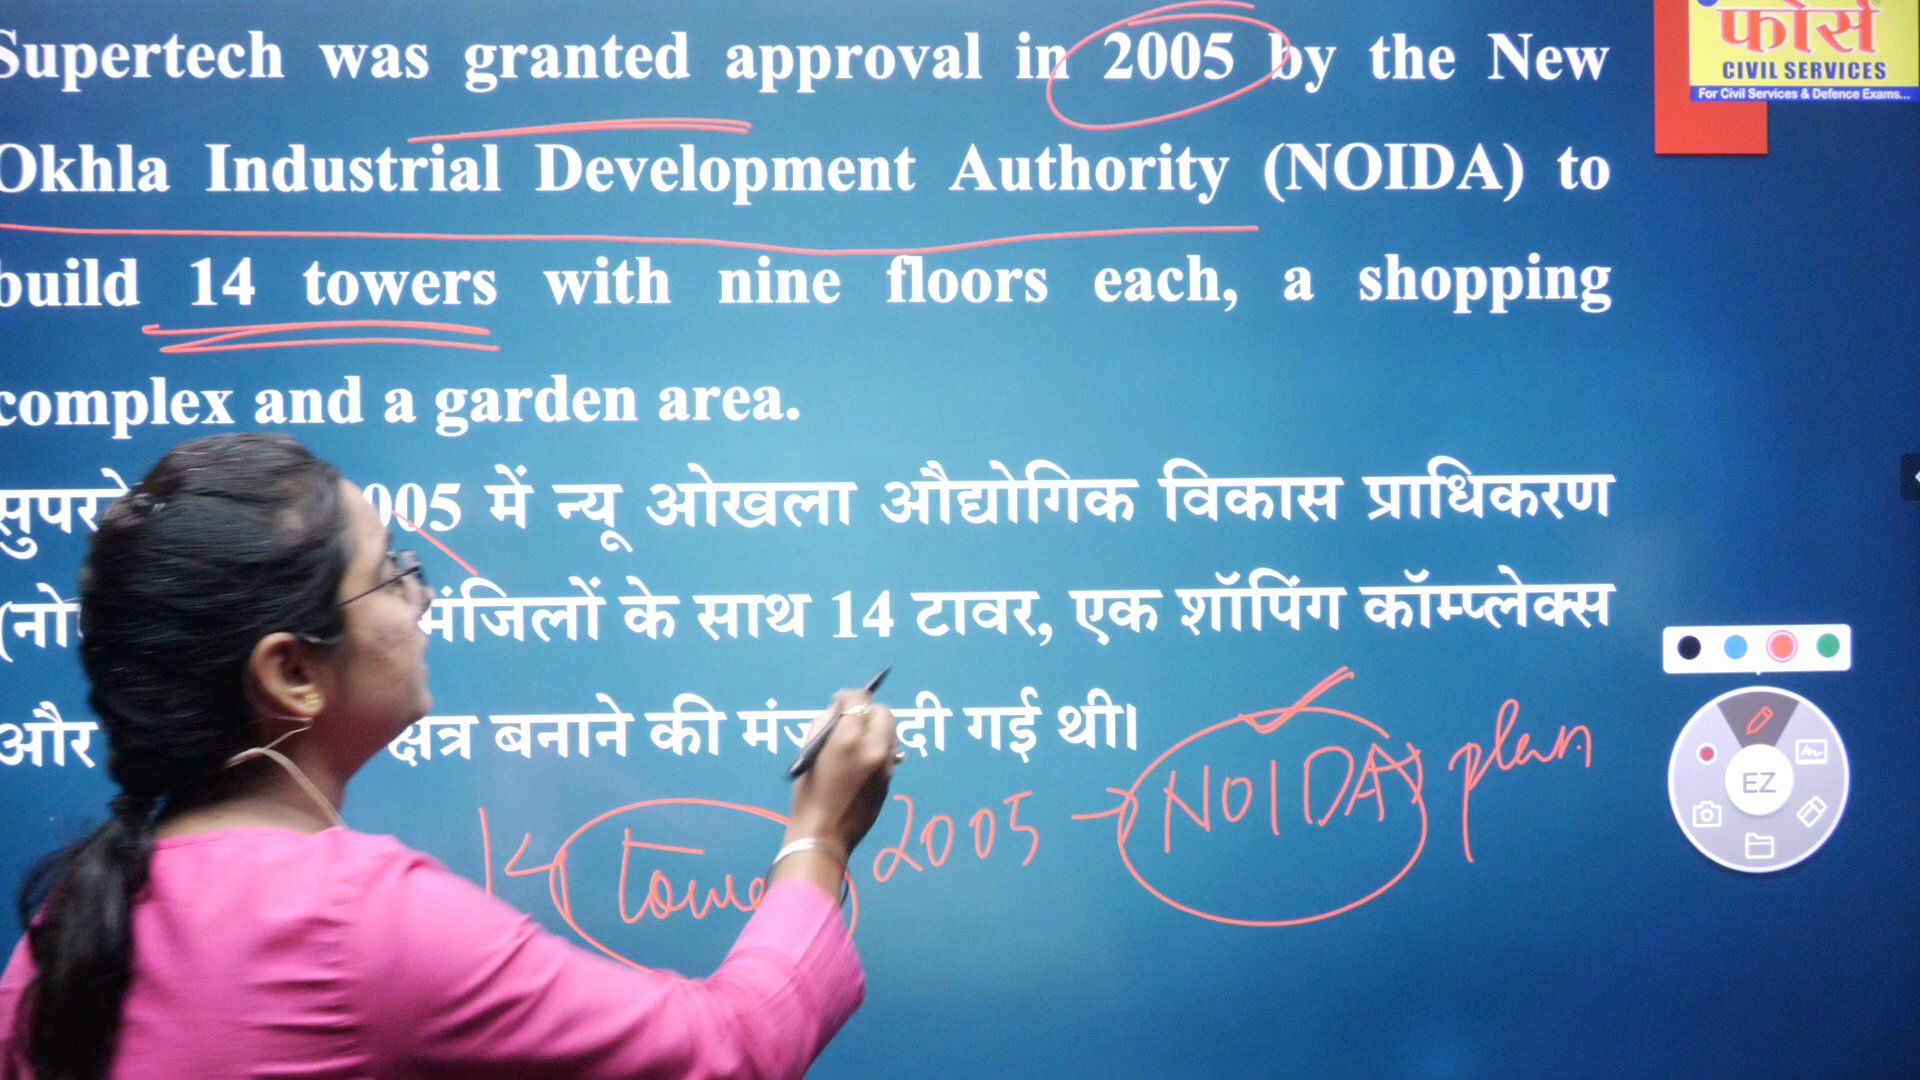 Supertech was granted approval in 2005 by the New
Okhla Industrial Development Authority (NOIDA) to
build 14 towers with nine floors each, a shopping
complex and a garden area.
005 में न्यू ओखला औद्योगिक विकास प्राधिकरण
मंजिलों के साथ 14 टावर, एक शॉपिंग कॉम्प्लेक्स
और क्षेत्र बनाने की दी गई थी।
14 2005 → NOIDA plan
फोर्स
CIVIL SERVICES
For Civil Services & Defence Exams...
EZ